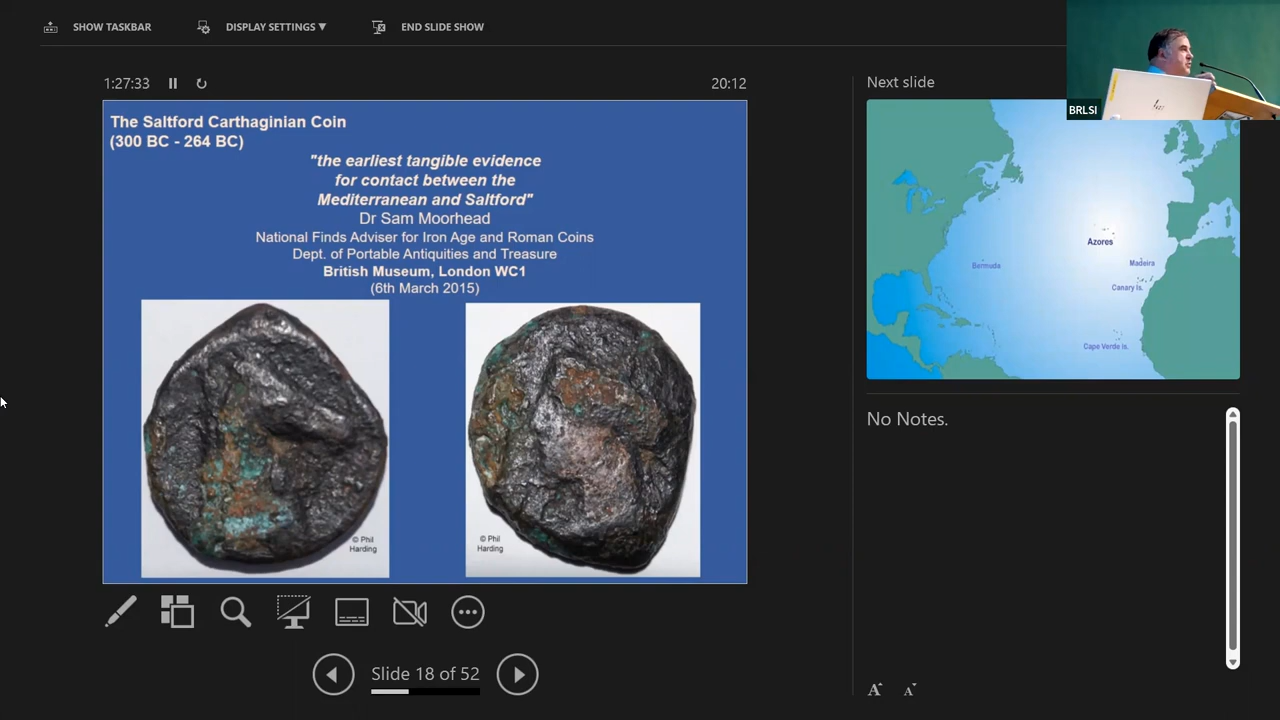 SHOW TASKBAR
DISPLAY SETTINGS ▼
END SLIDE SHOW
1:27:33
20:12
The Saltford Carthaginian Coin
(300 BC - 264 BC)
"the earliest tangible evidence
for contact between the
Mediterranean and Saltford"
Dr Sam Moorhead
National Finds Adviser for Iron Age and Roman Coins
Dept. of Portable Antiquities and Treasure
British Museum, London WC1
(6th March 2015)
© Phil
Harding
© Phil
Harding
Slide 18 of 52
Next slide
BRLSI
hp
Azores
Bermuda
Madeira
Canary Is.
Cape Verde is.
No Notes.
A
A